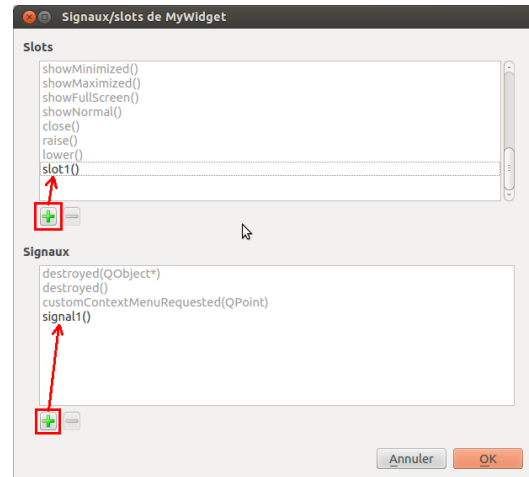 Signaux/slots de MyWidget
Slots
showMinimized()
showMaximized()
showFullScreen()
showNormal()
close()
raise()
lower()
slot1()
Signaux
destroyed(QObject*)
destroyed()
customContextMenuRequested(QPoint)
signal1()
Annuler
OK